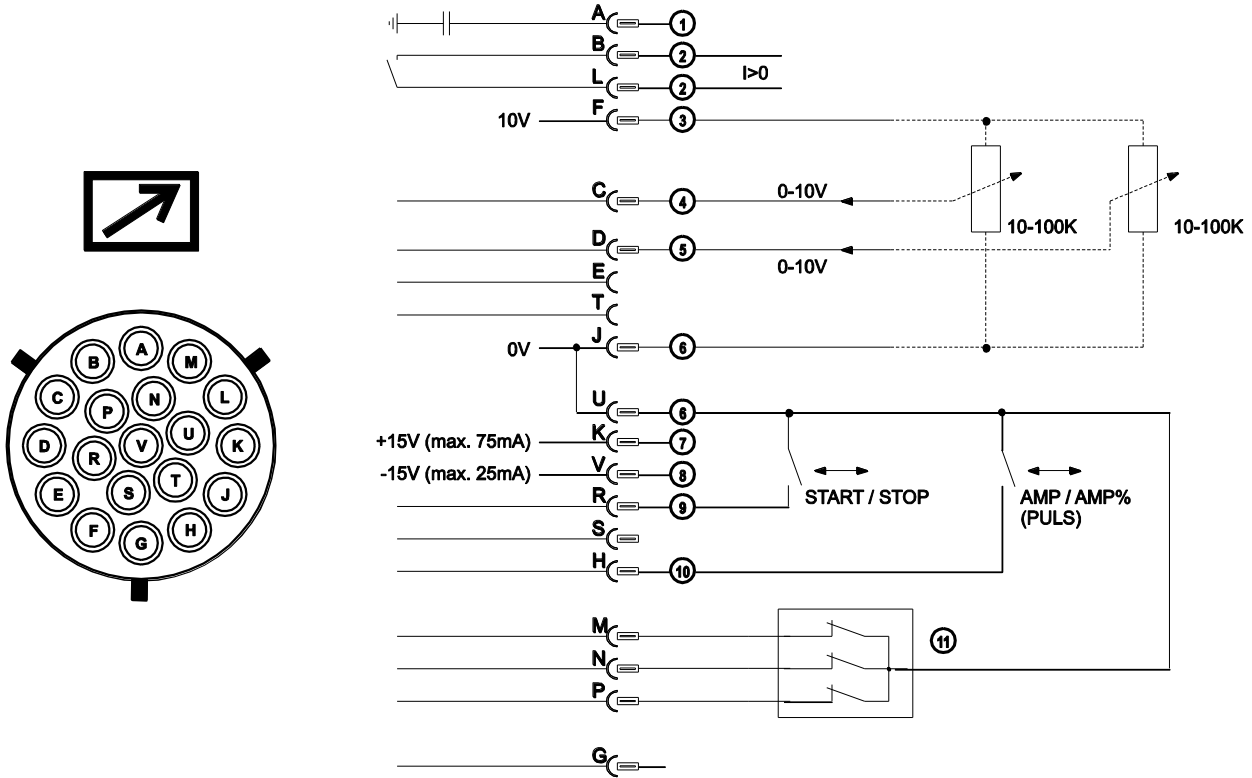 A 1
B 2
L 2 I>0
F 3
10V
C 4 0-10V
10-100K 10-100K
D 5
0-10V
E
T
J
0V 6
U 6
+15V (max. 75mA) K 7
-15V (max. 25mA) V 8
R 9
START / STOP AMP / AMP%
(PULS)
S
H 10
M 11
N
P
G
A
B M
C P N L
D R V U K
E S T J
F H
G